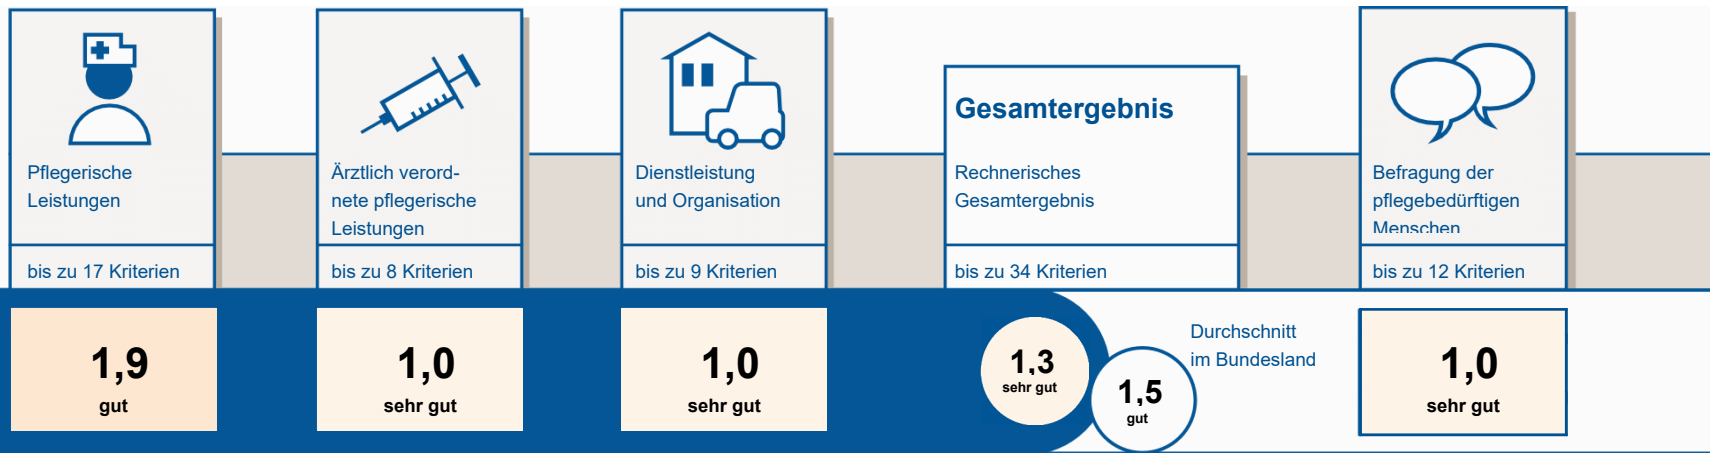 Pflegerische
Leistungen
bis zu 17 Kriterien
1,9
gut
Ärztlich verord-
nete pflegerische
Leistungen
bis zu 8 Kriterien
1,0
sehr gut
Dienstleistung
und Organisation
bis zu 9 Kriterien
1,0
sehr gut
Gesamtergebnis
Rechnerisches
Gesamtergebnis
bis zu 34 Kriterien
1,3
sehr gut
1,5
gut
Durchschnitt
im Bundesland
Befragung der
pflegebedürftigen
Menschen
bis zu 12 Kriterien
1,0
sehr gut